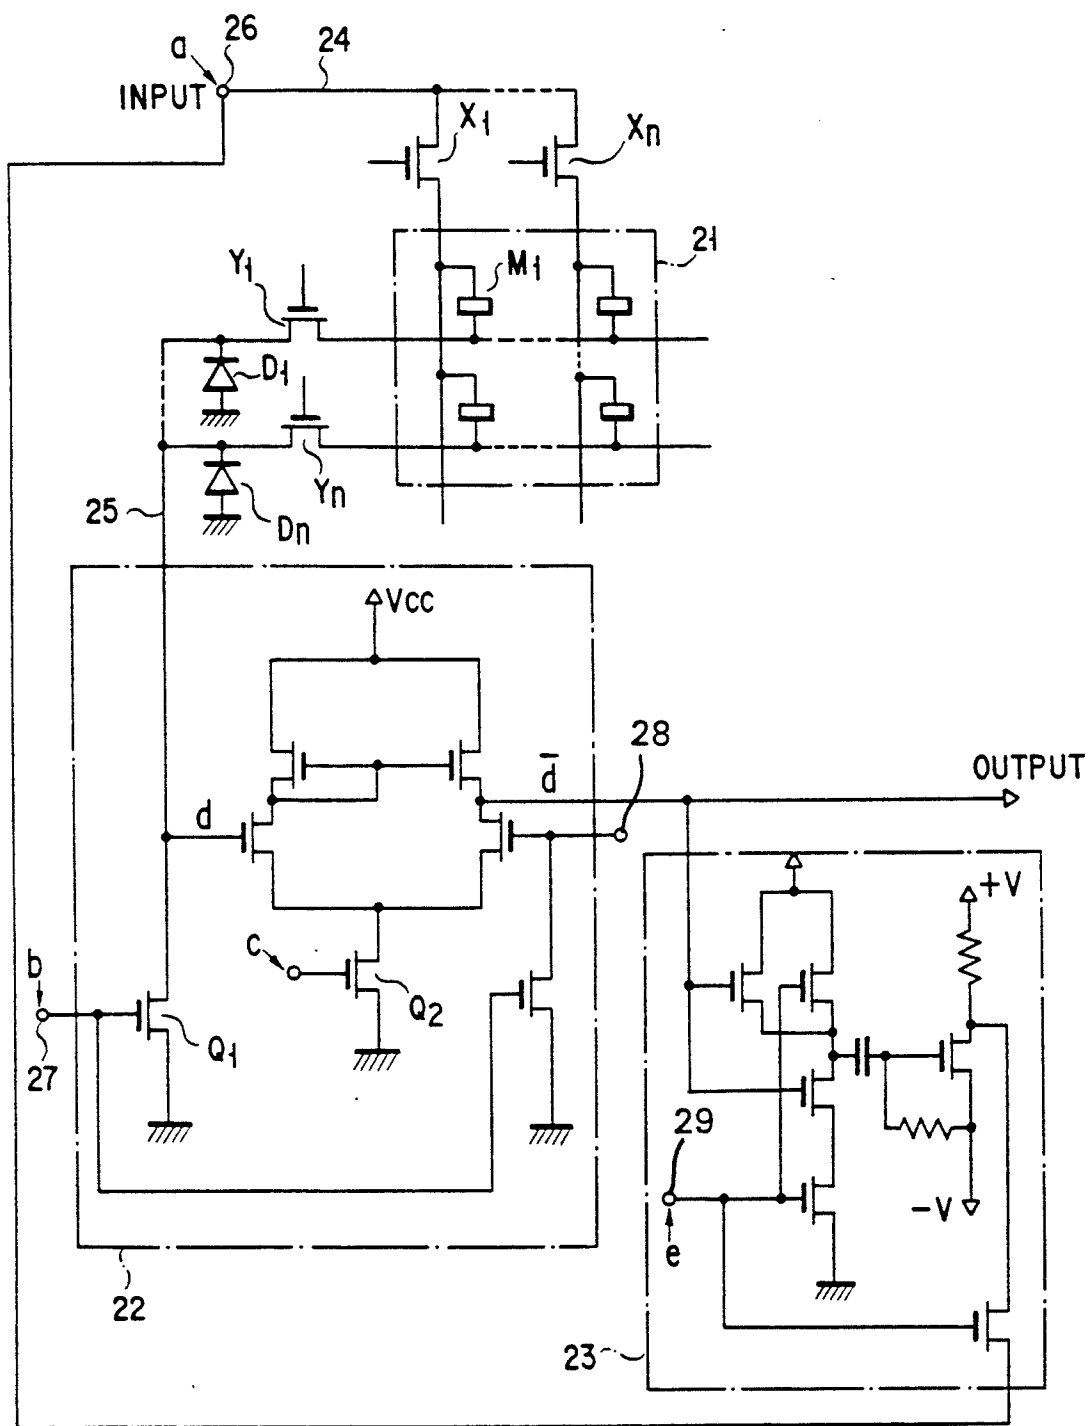 a
26
24
INPUT
X1
Xn
21
Y1
M1
D1
Yn
25
Dn
Vcc
28
d̅
OUTPUT
d
+V
c
b
Q2
Q1
27
29
-V
e
22
23